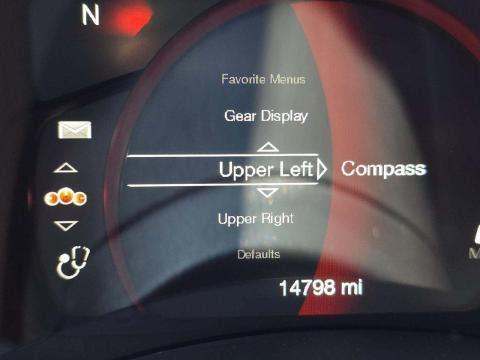 N
Favorite Menus
Gear Display
Upper Left Compass
Upper Right
Defaults
14798 mi